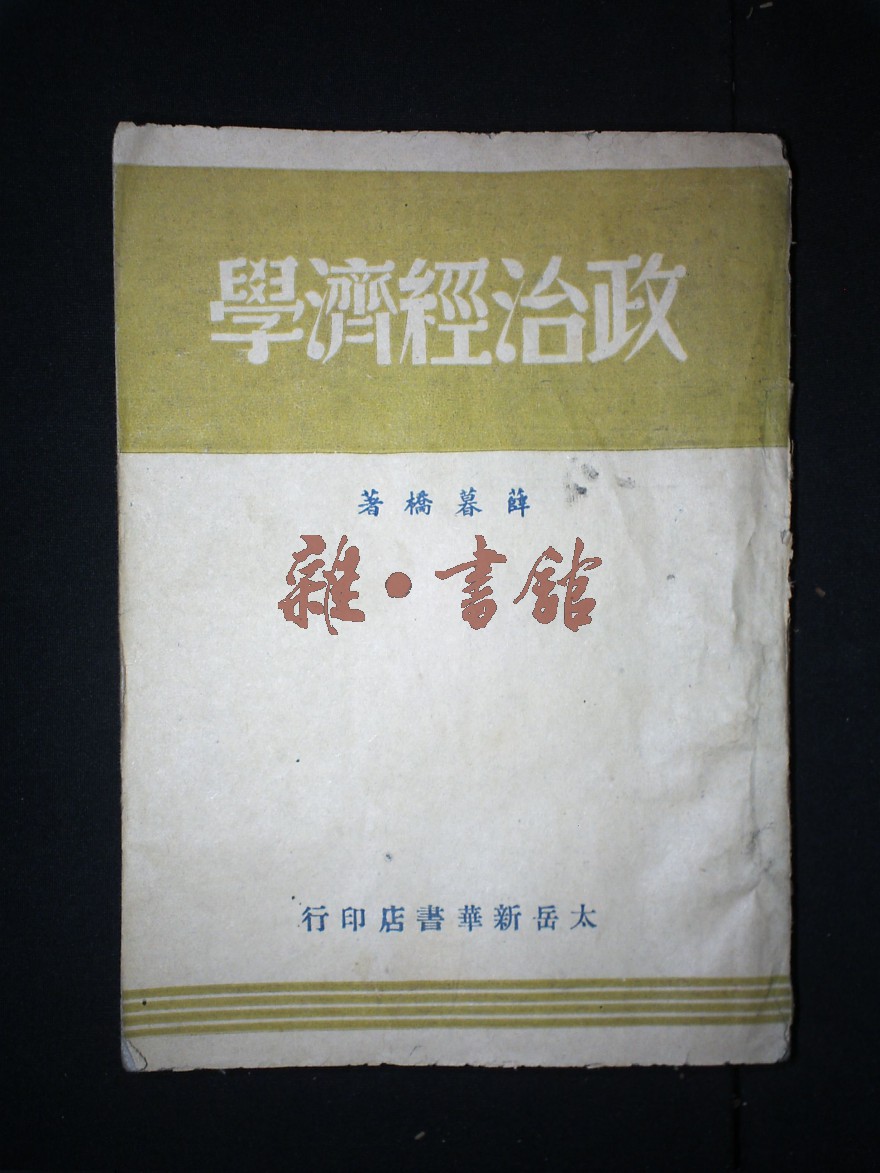 政治經濟學
薛暮橋著
雜·書館
太岳新華書店印行